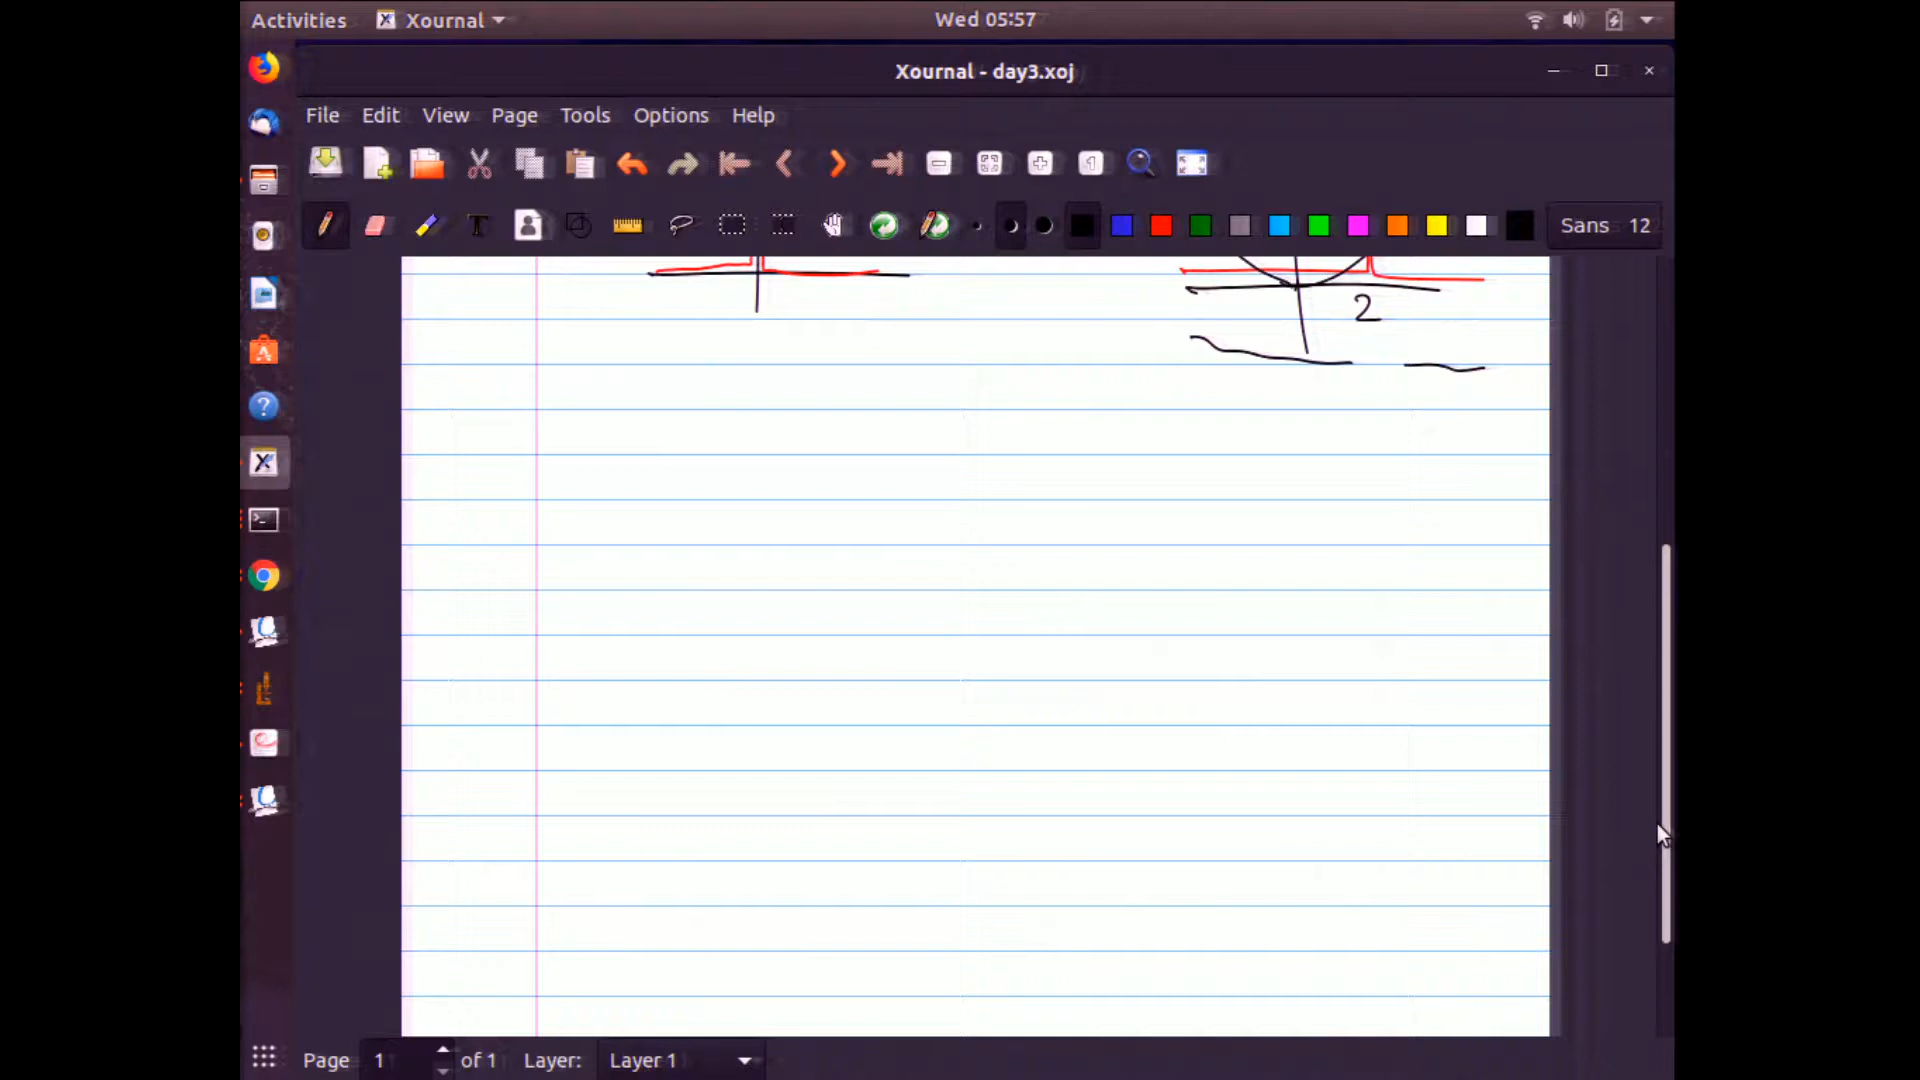 Activities Xournal Wed 05:57
Xournal - day3.xoj
File Edit View Page Tools Options Help
Sans 12
2
Page 1 of 1 Layer: Layer 1